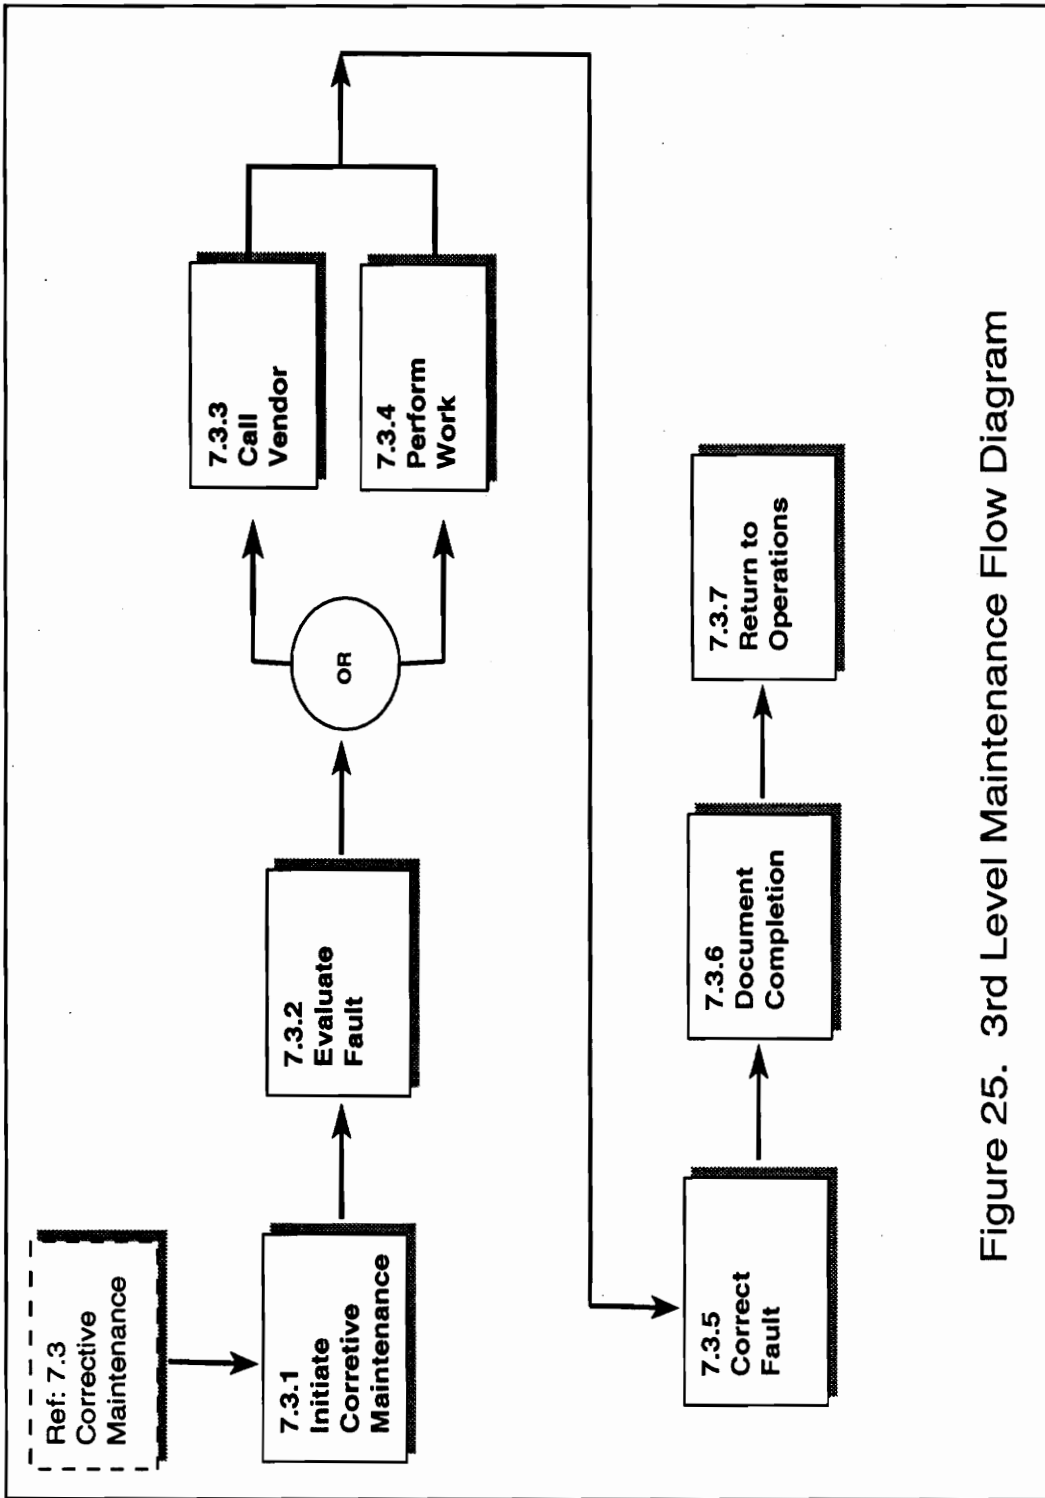 Ref: 7.3
Corrective
Maintenance
7.3.1
Initiate
Corretive
Maintenance
7.3.2
Evaluate
Fault
OR
7.3.3
Call
Vendor
7.3.4
Perform
Work
7.3.5
Correct
Fault
7.3.6
Document
Completion
7.3.7
Return to
Operations
Figure 25. 3rd Level Maintenance Flow Diagram